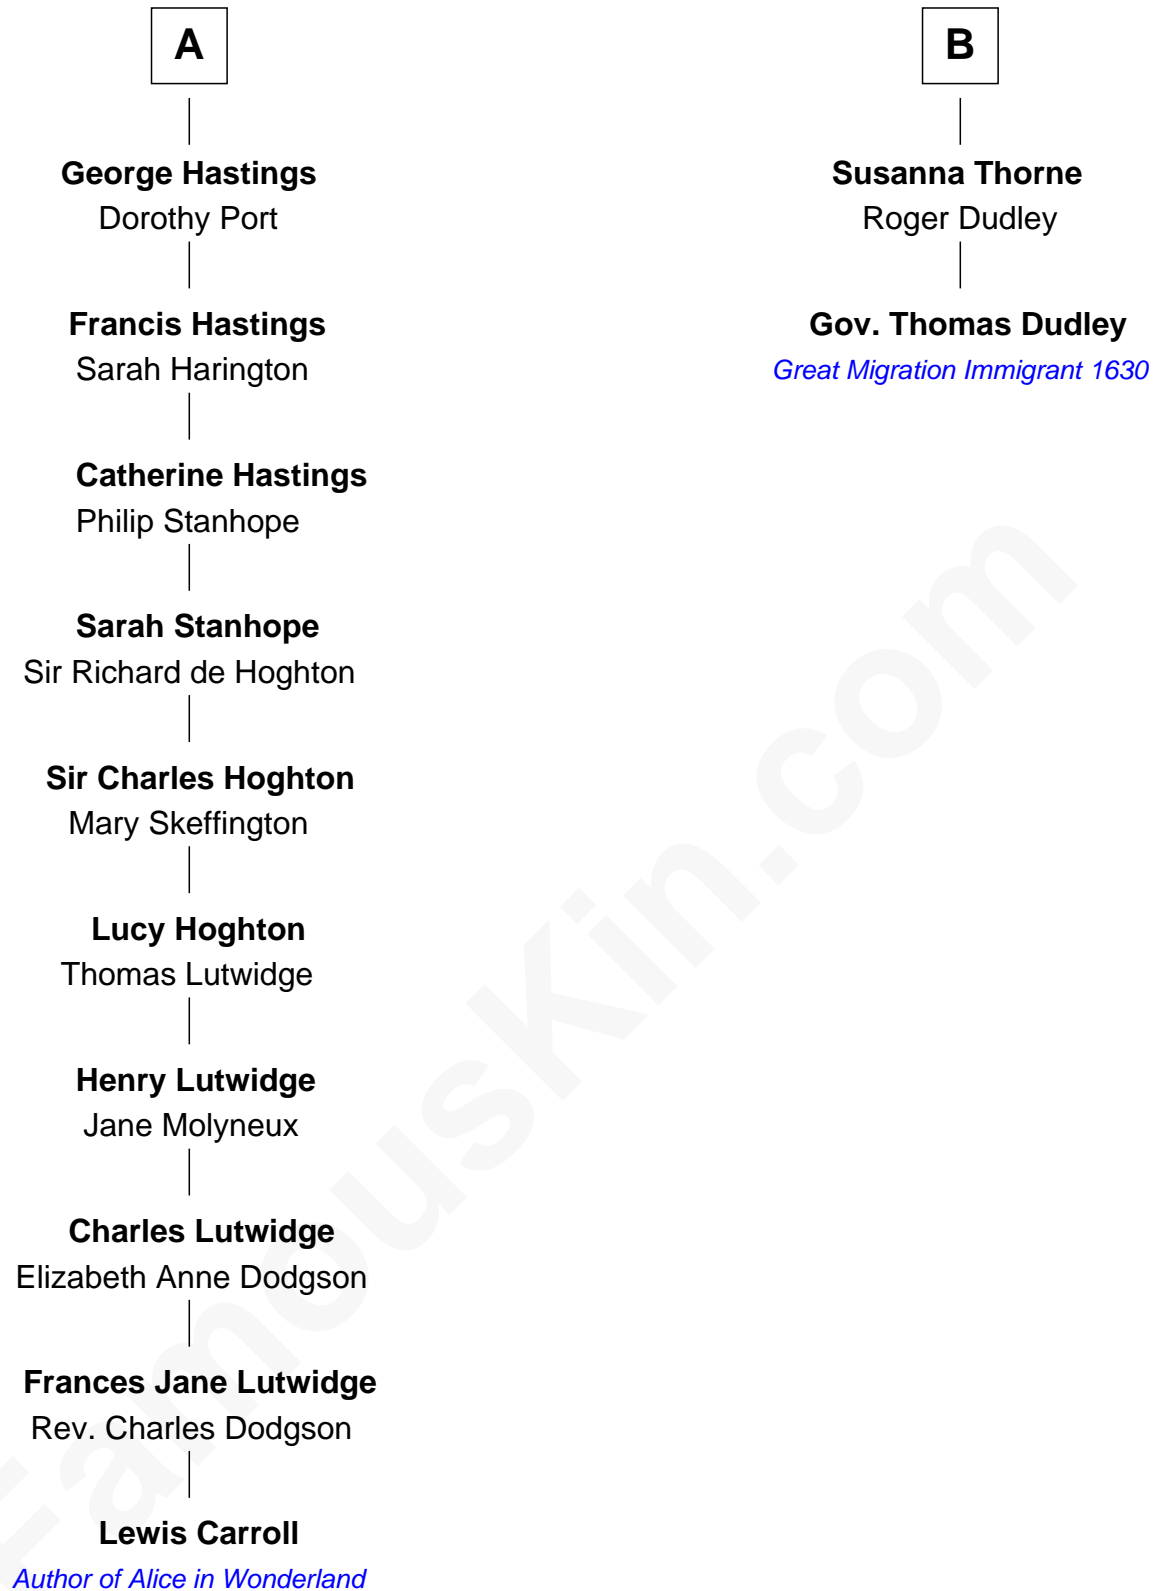 A
George Hastings
Dorothy Port
Francis Hastings
Sarah Harington
Catherine Hastings
Philip Stanhope
Sarah Stanhope
Sir Richard de Hoghton
Sir Charles Hoghton
Mary Skeffington
Lucy Hoghton
Thomas Lutwidge
Henry Lutwidge
Jane Molyneux
Charles Lutwidge
Elizabeth Anne Dodgson
Frances Jane Lutwidge
Rev. Charles Dodgson
Lewis Carroll
Author of Alice in Wonderland
B
Susanna Thorne
Roger Dudley
Gov. Thomas Dudley
Great Migration Immigrant 1630
FamousKin.com